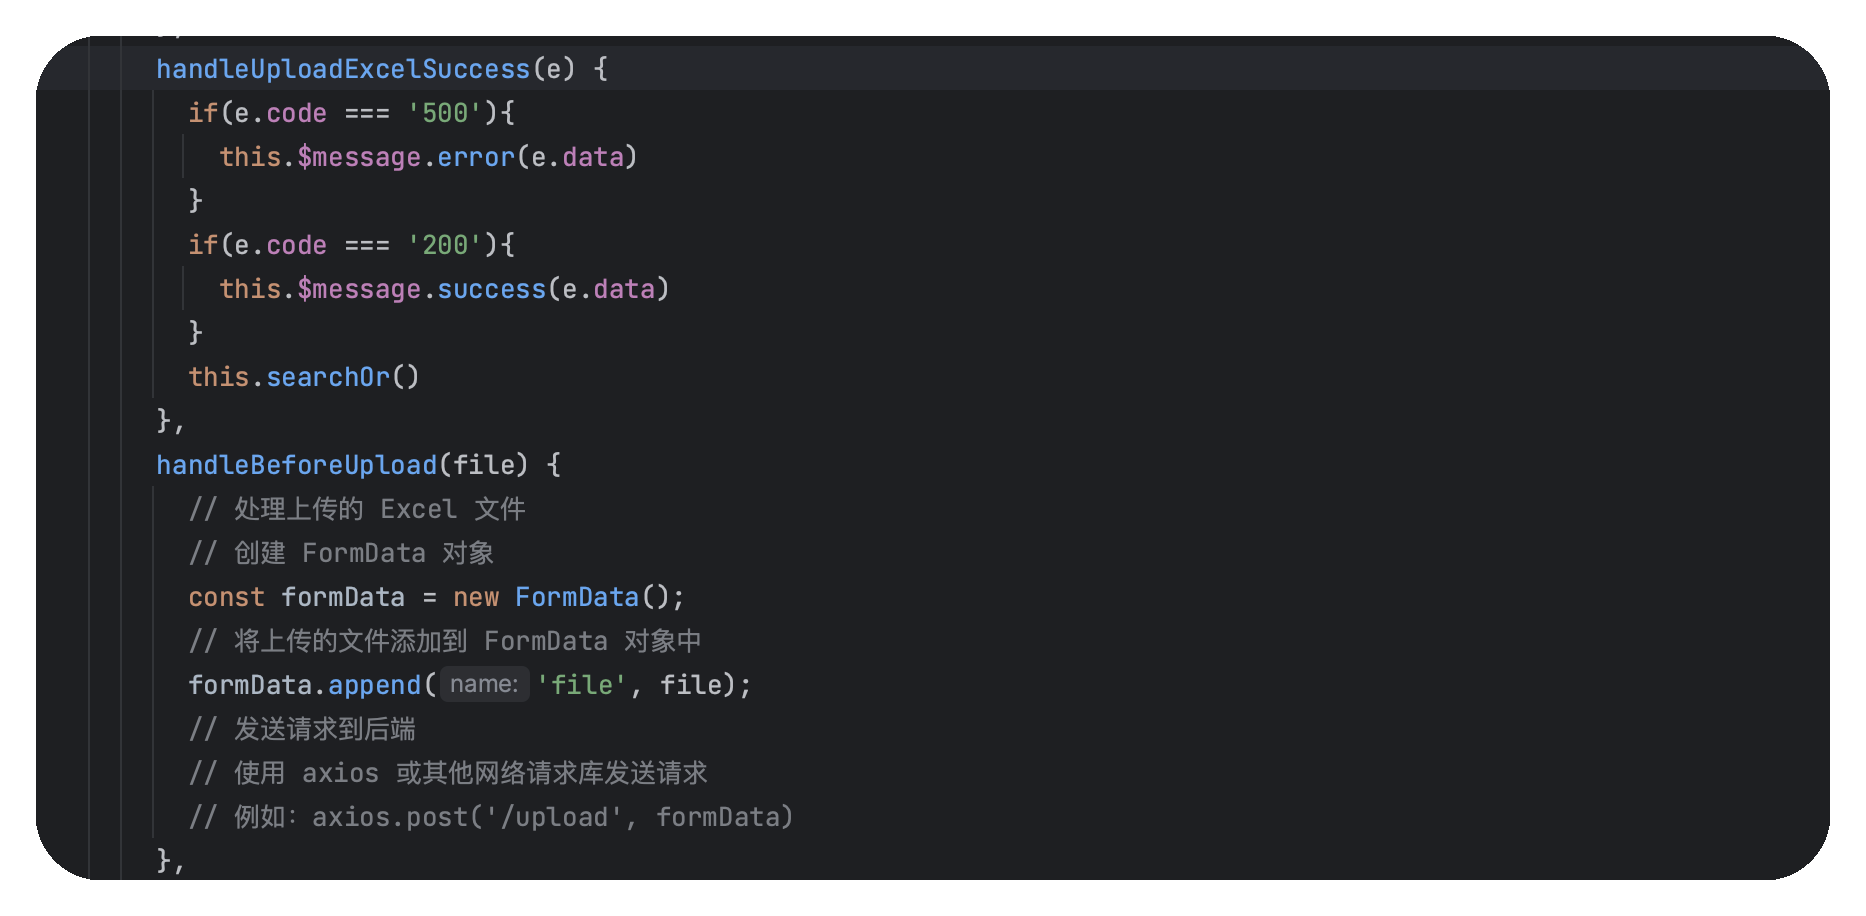 handleUploadExcelSuccess(e) {
if(e.code === '500'){
this.$message.error(e.data)
}
if(e.code === '200'){
this.$message.success(e.data)
}
this.searchOr()
},
handleBeforeUpload(file) {
// 处理上传的 Excel 文件
// 创建 FormData 对象
const formData = new FormData();
// 将上传的文件添加到 FormData 对象中
formData.append( name: 'file', file);
// 发送请求到后端
// 使用 axios 或其他网络请求库发送请求
// 例如：axios.post('/upload', formData)
},